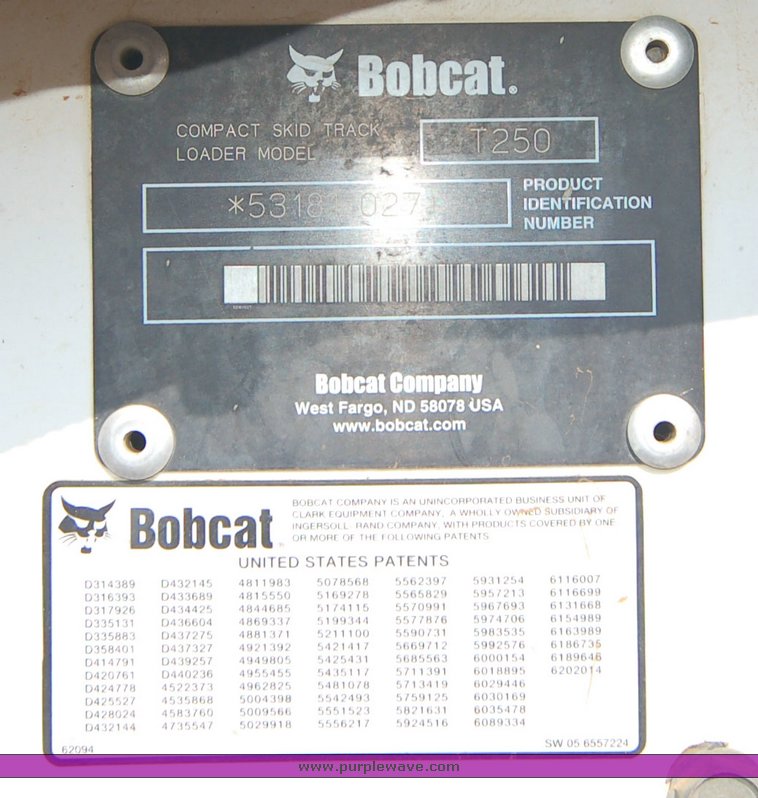 Bobcat.
COMPACT SKID TRACK
LOADER MODEL
T250
PRODUCT
IDENTIFICATION
NUMBER
Bobcat Company
West Fargo, ND 58078 USA
www.bobcat.com
Bobcat
BOBCAT COMPANY IS AN UNINCORPORATED BUSINESS UNIT OF
CLARK EQUIPMENT COMPANY, A WHOLLY OWNED SUBSIDIARY OF
INGERSOLL-RAND COMPANY, WITH PRODUCTS COVERED BY ONE
OR MORE OF THE FOLLOWING PATENTS
UNITED STATES PATENTS
D314389 D432145 4811983 5078568 5562397 5931254 6116007
D316393 D433689 4815550 5169278 5565829 5957213 6116699
D317926 D434425 4844685 5174115 5570991 5967693 6131668
D335131 D436604 4869337 5199344 5577876 5974706 6154989
D335883 D437275 4881371 5211100 5590731 5983535 6163989
D358401 D437327 4921392 5421417 5669712 5992576 6186735
D414791 D439257 4949805 5425431 5685563 6000154 6189646
D420761 D440236 4955455 5435117 5711391 6018895 6202014
D424778 4522373 4962825 5481078 5713419 6029446
D425527 4535868 5004398 5542493 5759125 6030169
D428024 4583760 5009566 5551523 5821631 6035478
D432144 4735547 5029918 5556217 5924516 6089334
62094
SW 05 6557224
www.purplewave.com